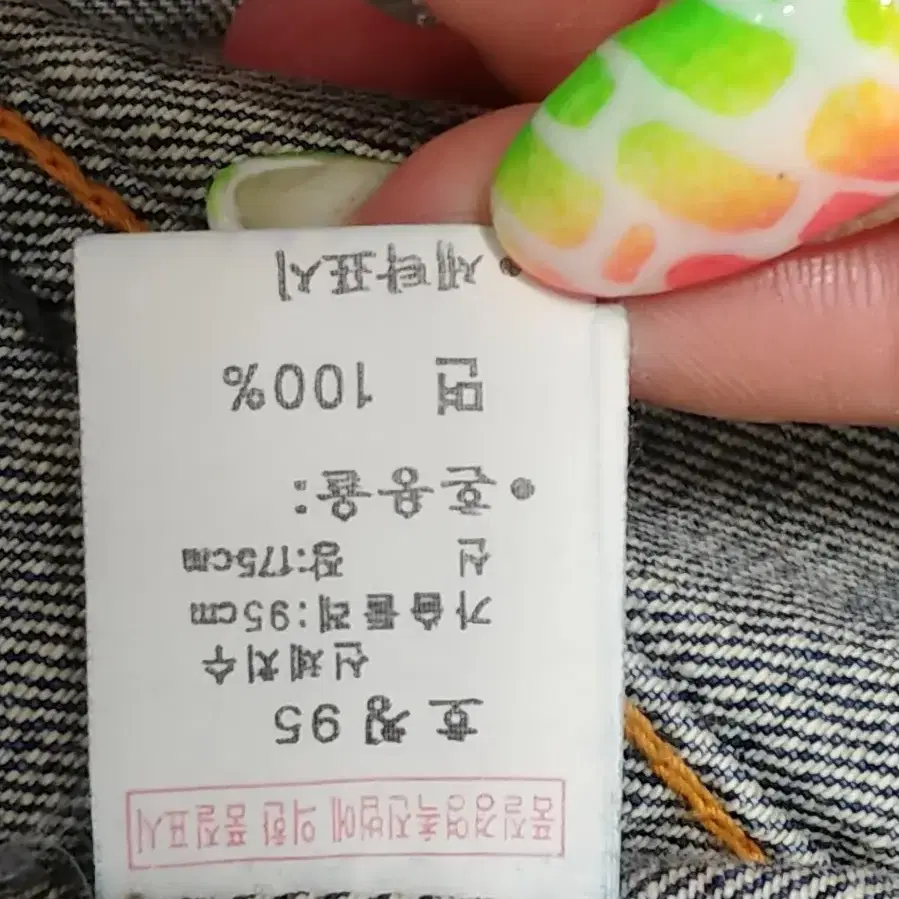 품질경영촉진법에 의한 품질표시
호칭 95
신체치수
가슴둘레:95cm
신 장:175cm
• 혼용율:
면 100%
• 세탁표시